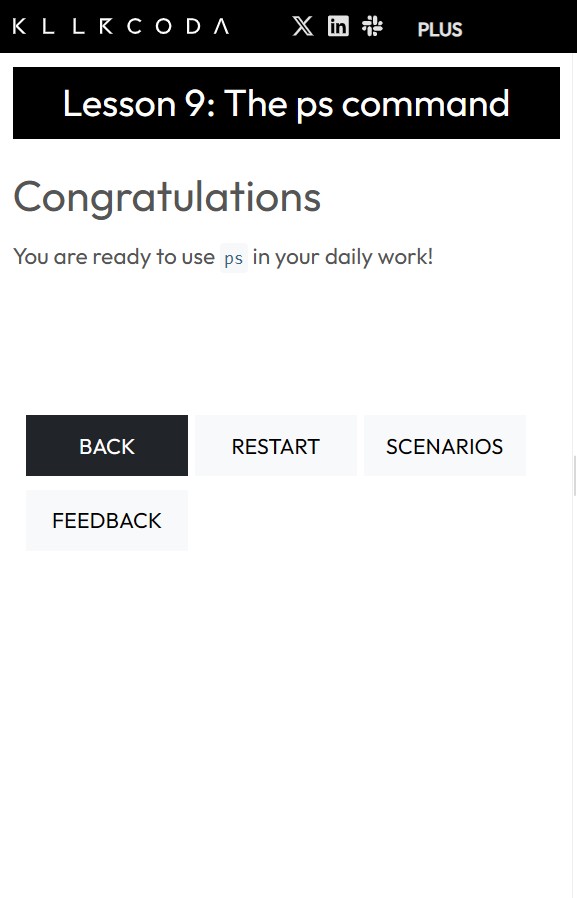 KILLERCODA
PLUS
Lesson 9: The ps command
Congratulations
You are ready to use ps in your daily work!
BACK
RESTART
SCENARIOS
FEEDBACK